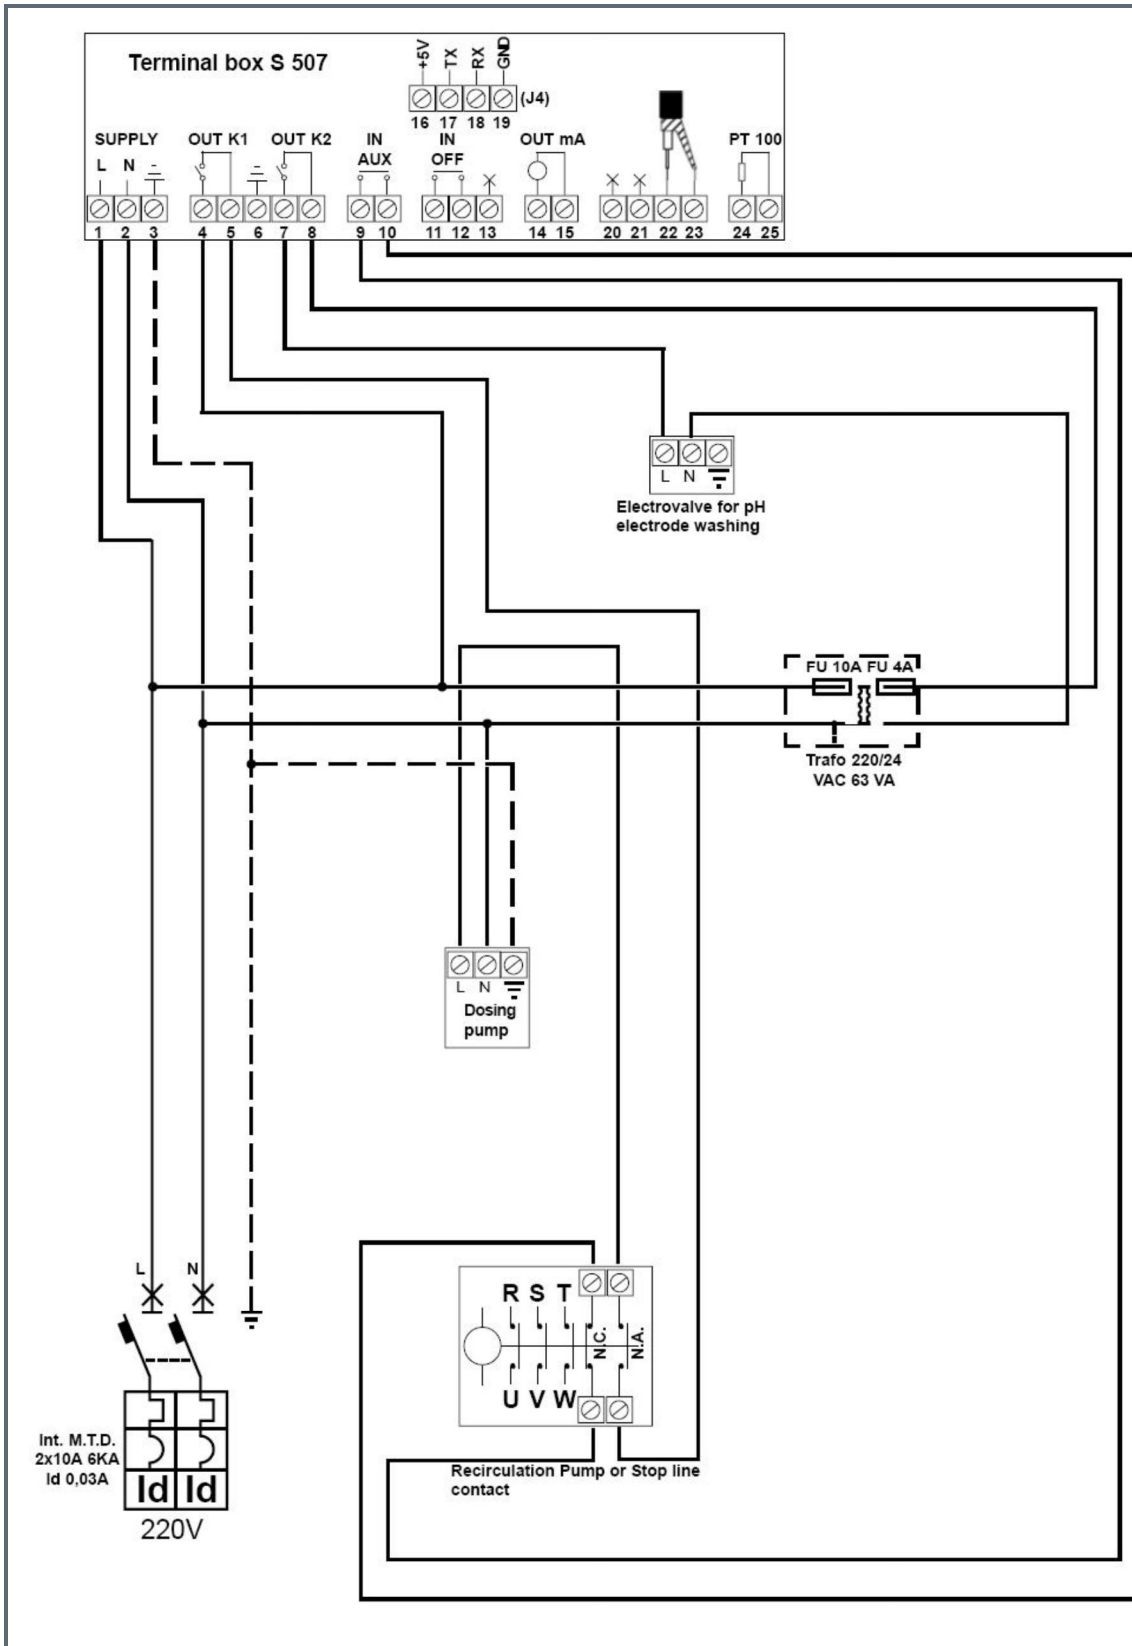 Terminal box S 507
+5V TX RX GND
(J4)
16 17 18 19
SUPPLY OUT K1 OUT K2 IN AUX IN OFF OUT mA PT 100
L N
1 2 3 4 5 6 7 8 9 10 11 12 13 14 15 20 21 22 23 24 25
L N
Electrovalve for pH
electrode washing
FU 10A FU 4A
Trafo 220/24
VAC 63 VA
L N
Dosing
pump
L N
R S T
N.C. N.A.
U V W
Int. M.T.D.
2x10A 6KA
Id 0,03A
Id Id
220V
Recirculation Pump or Stop line
contact